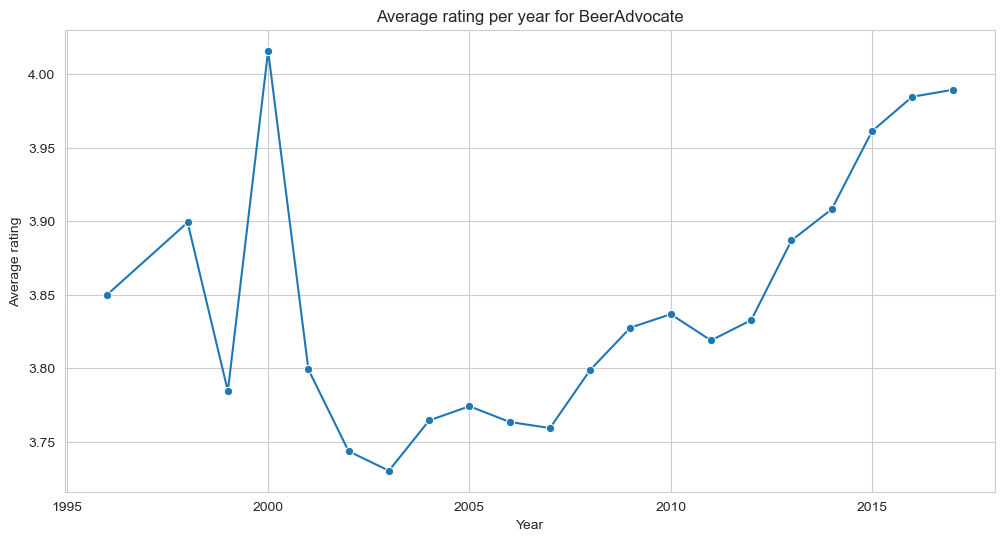 Average rating per year for BeerAdvocate
Average rating
4.00
3.95
3.90
3.85
3.80
3.75
1995 2000 2005 2010 2015
Year